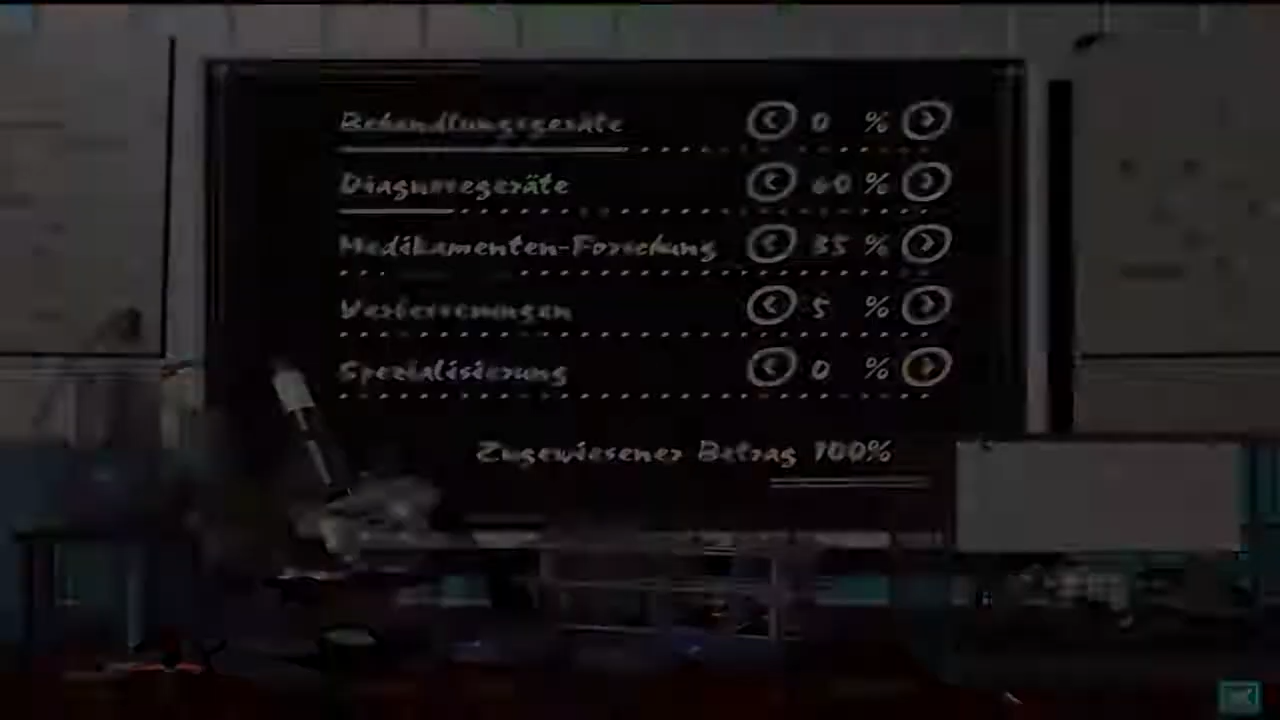 Behandlungsgeräte 0 %
Diagnosegeräte 60 %
Medikamenten-Forschung 35 %
Verbesserungen 5 %
Spezialisierung 0 %
Zugewiesener Betrag 100%